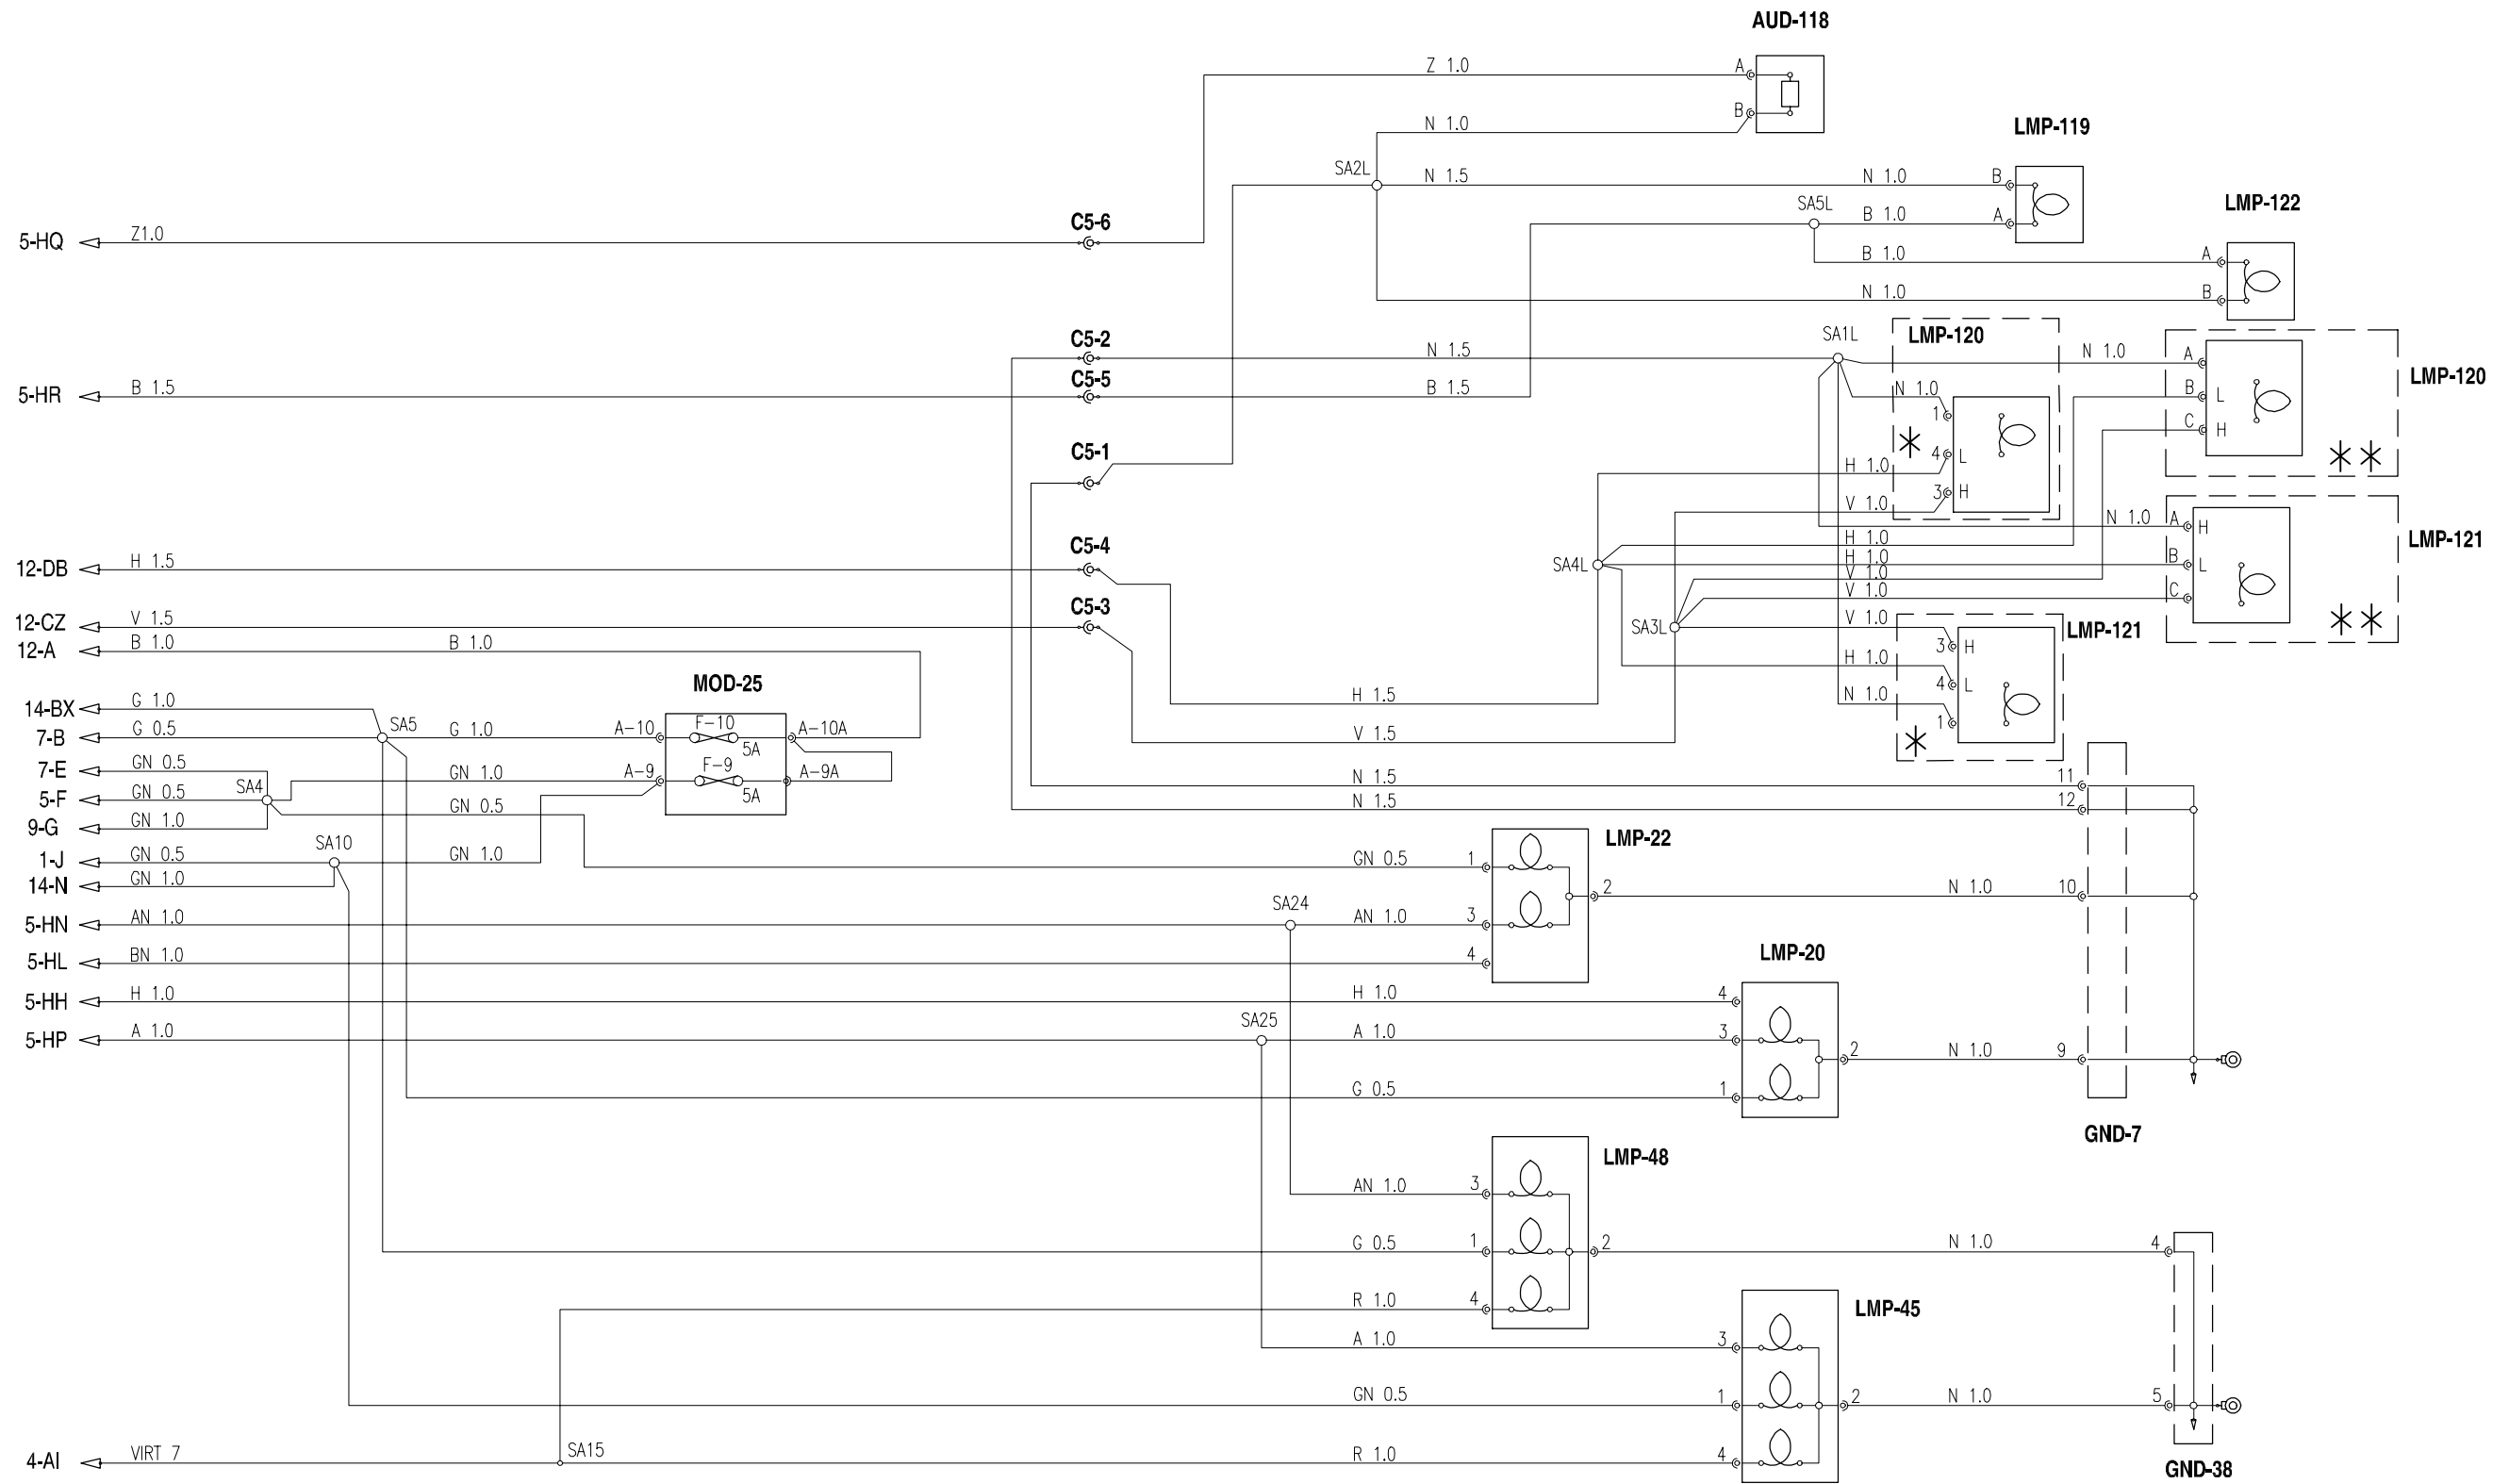 AUD-118
Z 1.0 A
B
N 1.0
LMP-119
SA2L
N 1.5 N 1.0 B
SA5L
B 1.0 A
LMP-122
C5-6
5-HQ Z1.0
B 1.0 A
N 1.0 B
C5-2
N 1.5
SA1L
LMP-120
N 1.0 A
LMP-120
C5-5
5-HR B 1.5
B 1.5
N 1.0
1
B L
C H
C5-1
4 L
H 1.0
3 H
V 1.0
N 1.0 A H
LMP-121
H 1.0
C5-4
12-DB H 1.5
SA4L
H 1.0
B L
V 1.0
V 1.0
C
C5-3
12-CZ V 1.5
SA3L
V 1.0
LMP-121
3 H
12-A B 1.0 B 1.0
H 1.0
4 L
MOD-25
H 1.5
N 1.0
1
14-BX G 1.0
7-B G 0.5
SA5
G 1.0 A-10 F-10 A-10A
5A
V 1.5
7-E GN 0.5
GN 1.0 A-9 F-9 A-9A
5A
N 1.5 11
5-F GN 0.5
SA4
GN 0.5
N 1.5 12
9-G GN 1.0
LMP-22
SA10
1-J GN 0.5
GN 1.0
GN 0.5 1
14-N GN 1.0
2 N 1.0 10
SA24
5-HN AN 1.0
AN 1.0 3
5-HL BN 1.0
4
LMP-20
5-HH H 1.0
H 1.0 4
SA25
5-HP A 1.0
A 1.0 3
2 N 1.0 9
G 0.5 1
GND-7
LMP-48
AN 1.0 3
G 0.5 1
2 N 1.0 4
R 1.0 4
LMP-45
A 1.0 3
GN 0.5 1
2 N 1.0 5
4-AI VIRT 7
SA15
R 1.0 4
GND-38